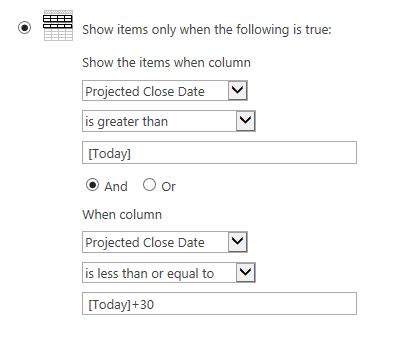 Show items only when the following is true:
Show the items when column
Projected Close Date
is greater than
[Today]
And Or
When column
Projected Close Date
is less than or equal to
[Today]+30